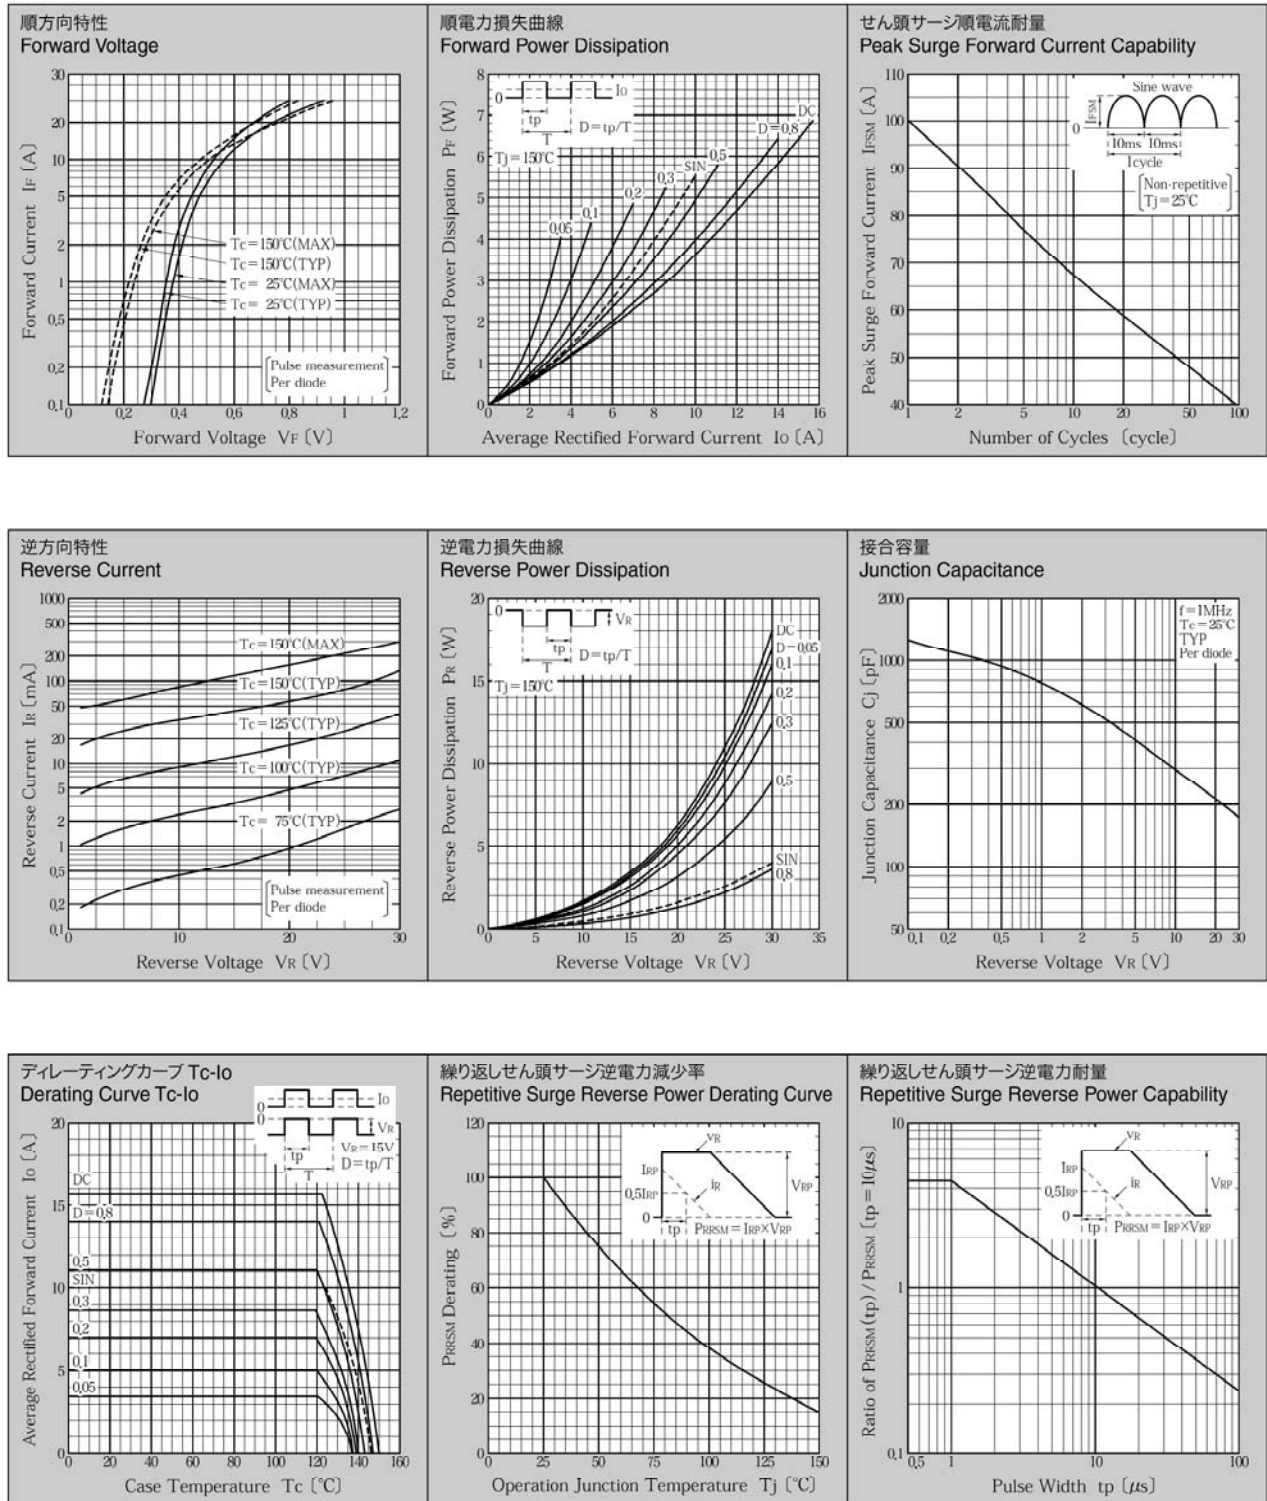 順方向特性
Forward Voltage
Forward Current IF〔A〕
30
20
10
5
2
1
0.5
0.2
0.1
Tc=150℃(MAX)
Tc=150℃(TYP)
Tc= 25℃(MAX)
Tc= 25℃(TYP)
Pulse measurement
Per diode
0 0.2 0.4 0.6 0.8 1 1.2
Forward Voltage VF〔V〕
順電力損失曲線
Forward Power Dissipation
Forward Power Dissipation PF〔W〕
8
7
6
5
4
3
2
1
0
0 Io
tp
T
D=tp/T
Tj=150℃
DC
D=0.8
0.5
SIN
0.3
0.2
0.1
0.05
0 2 4 6 8 10 12 14 16
Average Rectified Forward Current Io〔A〕
せん頭サージ順電流耐量
Peak Surge Forward Current Capability
Peak Surge Forward Current IFSM〔A〕
110
100
90
80
70
60
50
40
Sine wave
IFSM
0
10ms 10ms
1cycle
Non-repetitive
Tj=25℃
1 2 5 10 20 50 100
Number of Cycles〔cycle〕
逆方向特性
Reverse Current
Reverse Current IR〔mA〕
1000
500
200
100
50
20
10
5
2
1
0.5
0.2
0.1
Tc=150℃(MAX)
Tc=150℃(TYP)
Tc=125℃(TYP)
Tc=100℃(TYP)
Tc= 75℃(TYP)
Pulse measurement
Per diode
0 10 20 30
Reverse Voltage VR〔V〕
逆電力損失曲線
Reverse Power Dissipation
Reverse Power Dissipation PR〔W〕
20
15
10
5
0
0 VR
tp
T
D=tp/T
Tj=150℃
DC
D=0.05
0.1
0.2
0.3
0.5
SIN
0.8
0 5 10 15 20 25 30 35
Reverse Voltage VR〔V〕
接合容量
Junction Capacitance
Junction Capacitance Cj〔pF〕
2000
1000
500
200
100
50
f=1MHz
Tc=25℃
TYP
Per diode
0.1 0.2 0.5 1 2 5 10 20 30
Reverse Voltage VR〔V〕
ディレーティングカーブ Tc-Io
Derating Curve Tc-Io
Average Rectified Forward Current Io〔A〕
20
15
10
5
0
0 Io
0 VR
VR=15V
tp
T
D=tp/T
DC
D=0.8
0.5
SIN
0.3
0.2
0.1
0.05
0 20 40 60 80 100 120 140 160
Case Temperature Tc〔℃〕
繰り返しせん頭サージ逆電力減少率
Repetitive Surge Reverse Power Derating Curve
PRRSM Derating〔%〕
120
100
80
60
40
20
0
VR
IRP
0.5IRP
iR
VRP
0
tp
PRRSM=IRP×VRP
0 25 50 75 100 125 150
Operation Junction Temperature Tj〔℃〕
繰り返しせん頭サージ逆電力耐量
Repetitive Surge Reverse Power Capability
Ratio of PRRSM(tp) / PRRSM〔tp=10μs〕
10
1
0.1
VR
IRP
0.5IRP
iR
VRP
0
tp
PRRSM=IRP×VRP
0.5 1 10 100
Pulse Width tp〔μs〕